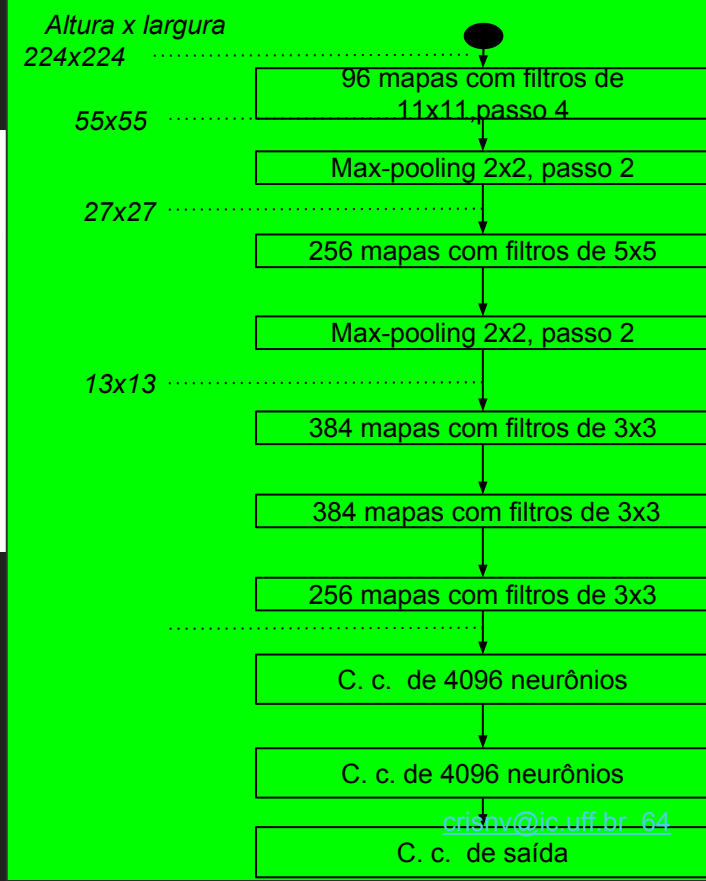 Altura x largura
224x224
96 mapas com filtros de
11x11,passo 4
55x55
Max-pooling 2x2, passo 2
27x27
256 mapas com filtros de 5x5
Max-pooling 2x2, passo 2
13x13
384 mapas com filtros de 3x3
384 mapas com filtros de 3x3
256 mapas com filtros de 3x3
C. c. de 4096 neurônios
C. c. de 4096 neurônios
crisnv@ic.uff.br 64
C. c. de saída